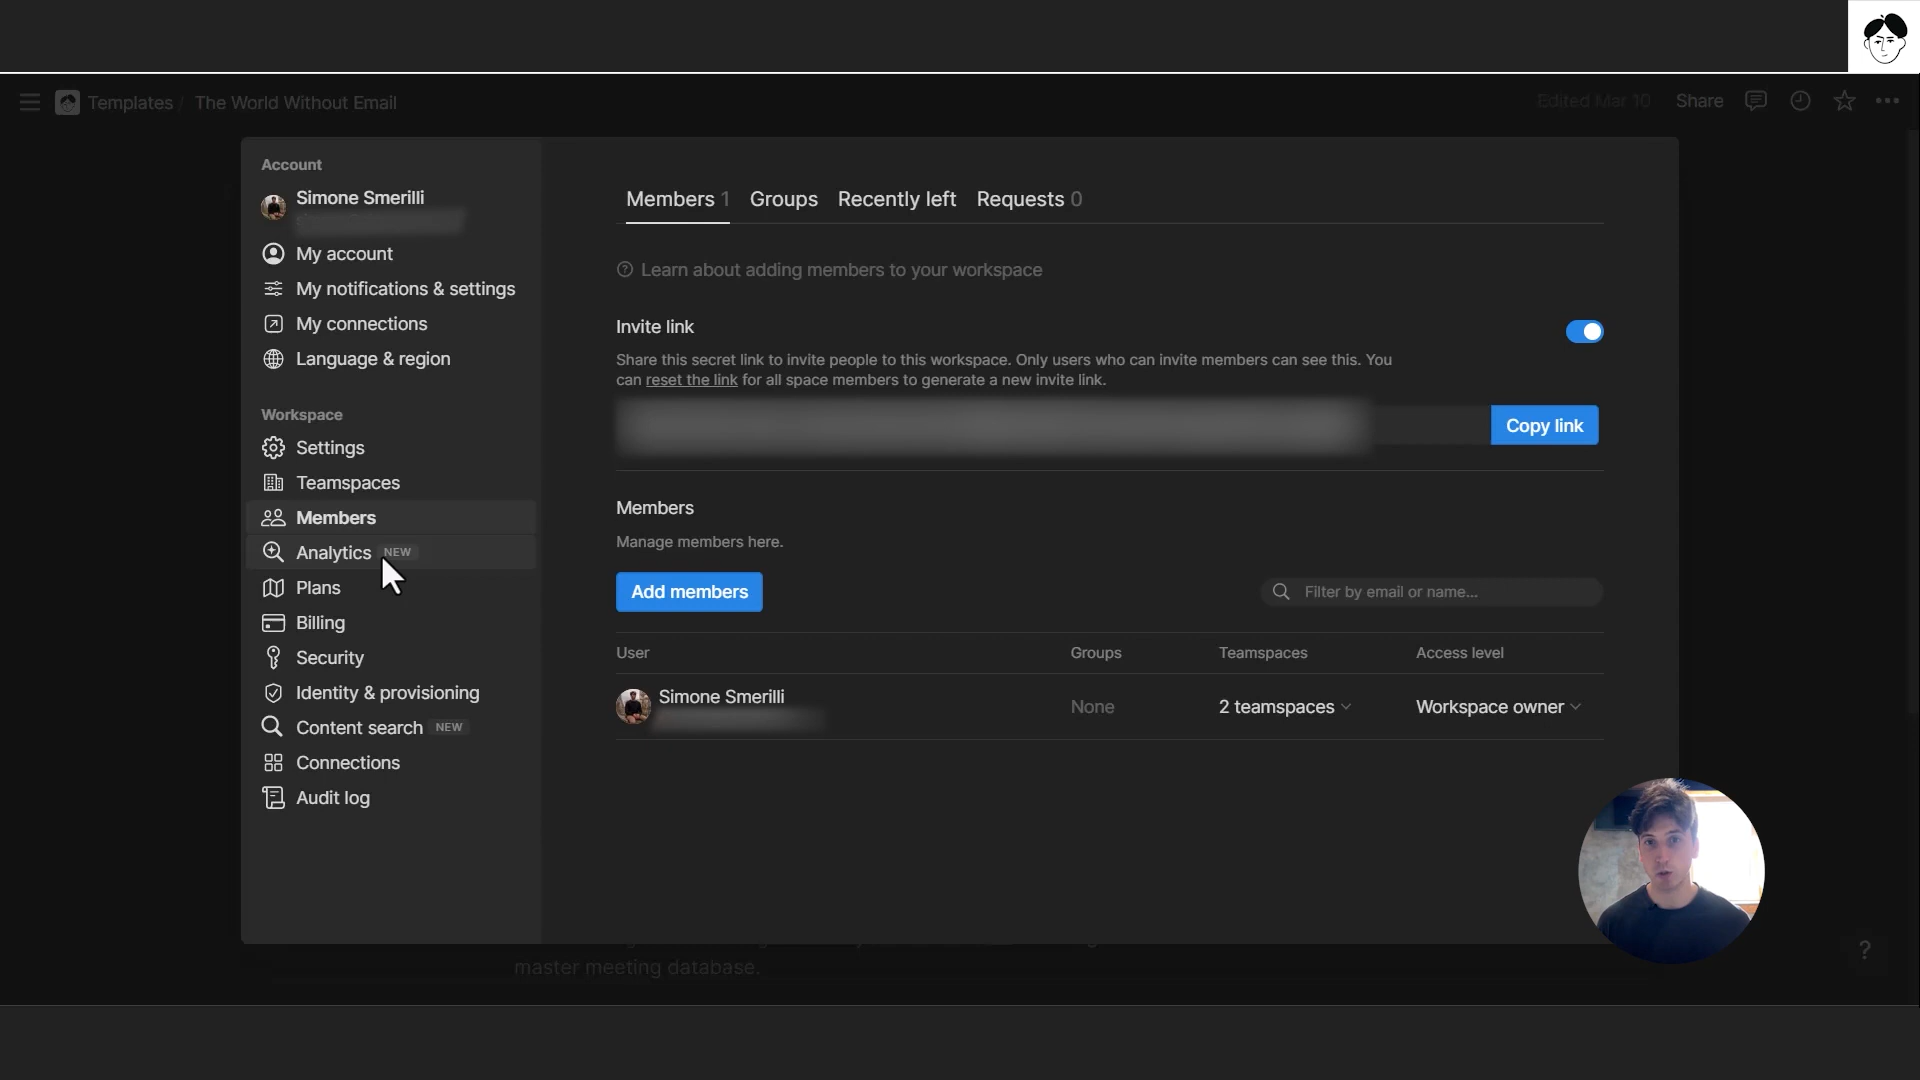 Templates / The World Without Email
Edited Mar 10 Share
Account
Simone Smerilli
My account
My notifications & settings
My connections
Language & region
Workspace
Settings
Teamspaces
Members
Analytics NEW
Plans
Billing
Security
Identity & provisioning
Content search NEW
Connections
Audit log
Members 1 Groups Recently left Requests 0
Learn about adding members to your workspace
Invite link
Share this secret link to invite people to this workspace. Only users who can invite members can see this. You
can reset the link for all space members to generate a new invite link.
Copy link
Members
Manage members here.
Add members
Filter by email or name...
User Groups Teamspaces Access level
Simone Smerilli
None 2 teamspaces Workspace owner
master meeting database.
?